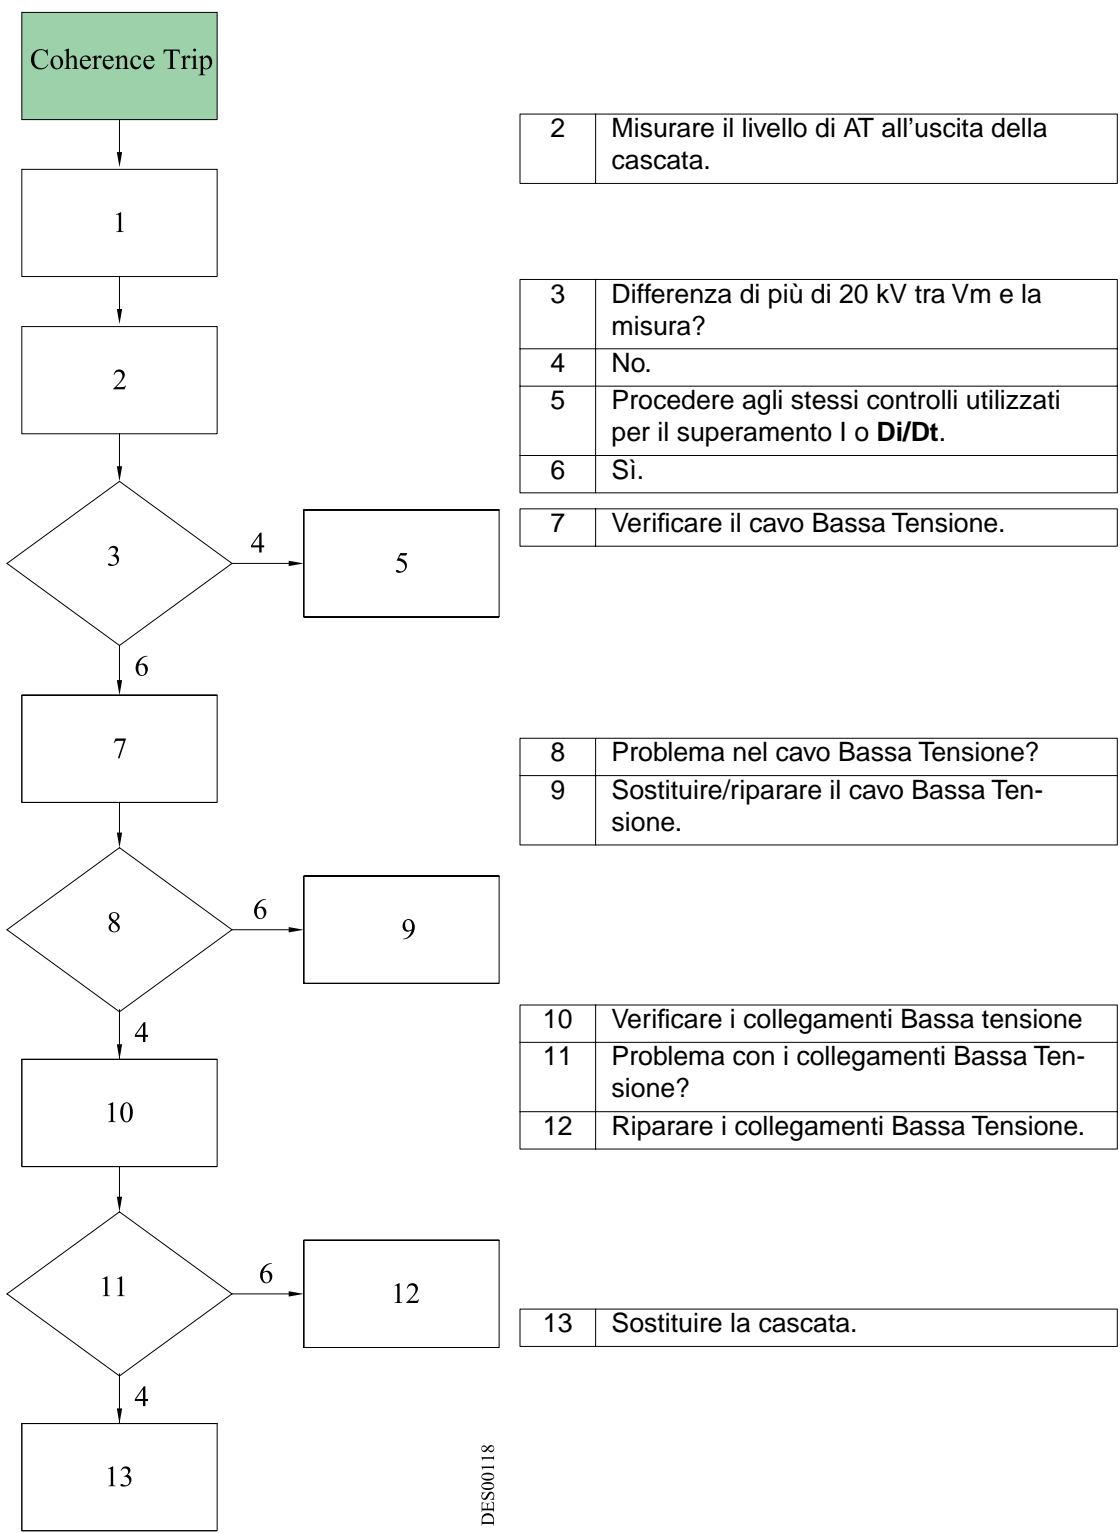 Coherence Trip
1
2
3
4
5
6
7
8
6
9
4
10
11
6
12
4
13
2 Misurare il livello di AT all'uscita della
cascata.
3 Differenza di più di 20 kV tra Vm e la
misura?
4 No.
5 Procedere agli stessi controlli utilizzati
per il superamento I o Di/Dt.
6 Sì.
7 Verificare il cavo Bassa Tensione.
8 Problema nel cavo Bassa Tensione?
9 Sostituire/riparare il cavo Bassa Ten-
sione.
10 Verificare i collegamenti Bassa tensione
11 Problema con i collegamenti Bassa Ten-
sione?
12 Riparare i collegamenti Bassa Tensione.
13 Sostituire la cascata.
DES00118